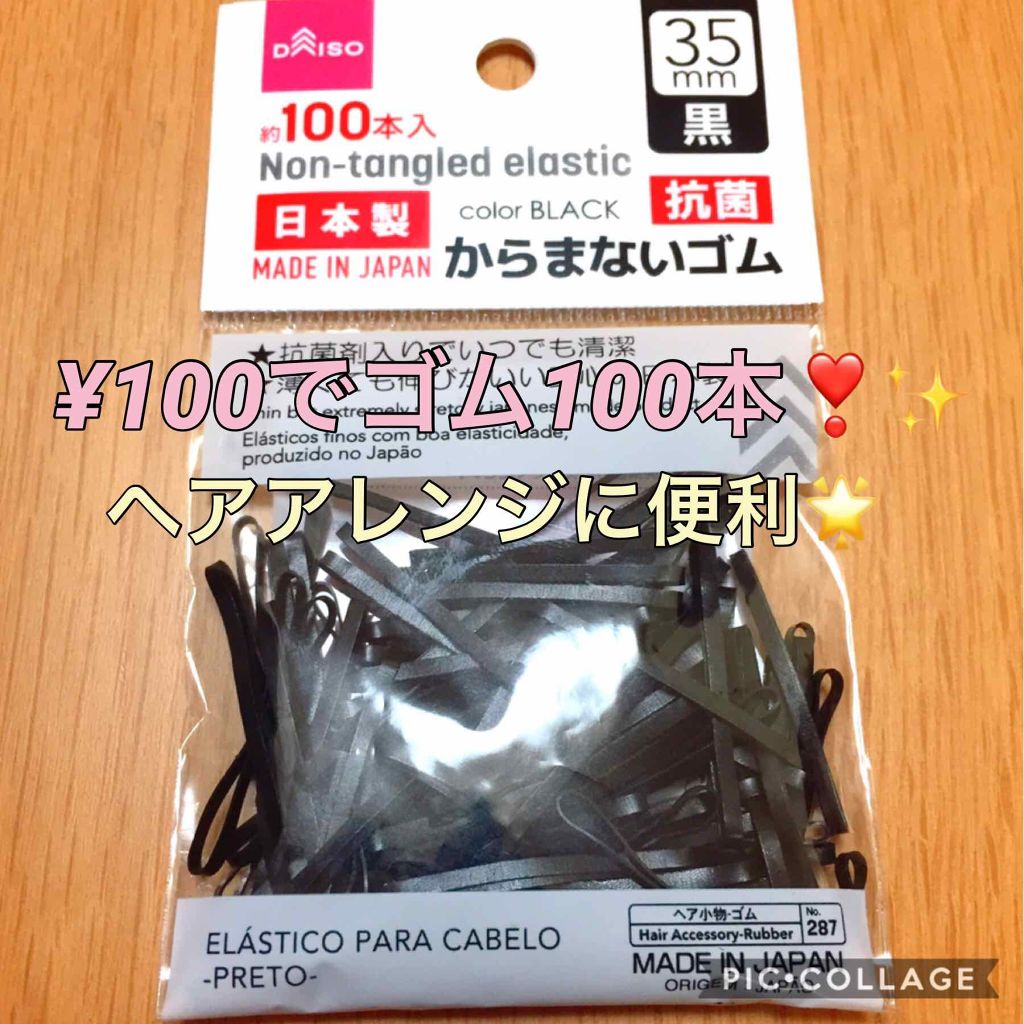 DAISO
35
mm
黒
約100本入
Non-tangled elastic
日本製
color BLACK
抗菌
MADE IN JAPAN
からまないゴム
★抗菌剤入りでいつでも清潔
¥100でゴム100本❣️✨
Elásticos finos com boa elasticidade,
produzido no Japão
ヘアアレンジに便利🌟
ヘア小物・ゴム
Hair Accessory-Rubber
No.
287
ELÁSTICO PARA CABELO
-PRETO-
MADE IN JAPAN
PIC•COLLAGE